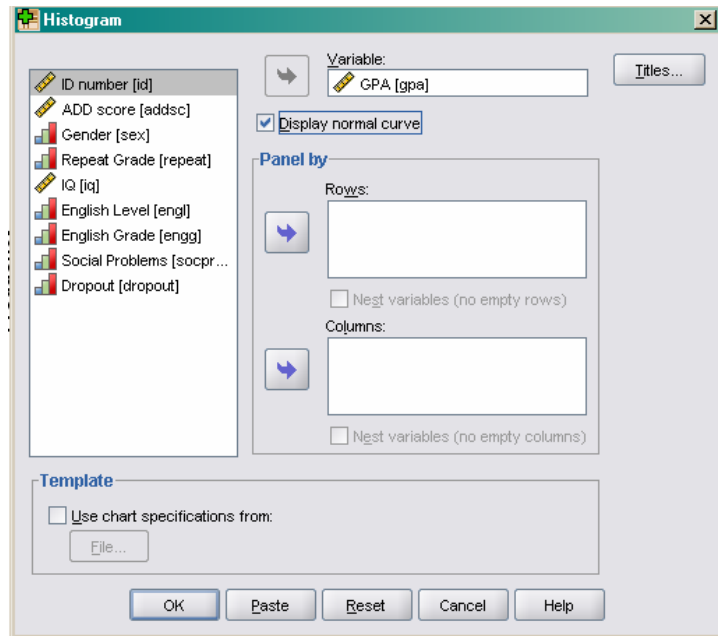 Histogram
ID number [id]
ADD score [addsc]
Gender [sex]
Repeat Grade [repeat]
IQ [iq]
English Level [engl]
English Grade [engg]
Social Problems [socpr...
Dropout [dropout]
Variable:
GPA [gpa]
Titles...
Display normal curve
Panel by
Rows:
Nest variables (no empty rows)
Columns:
Nest variables (no empty columns)
Template
Use chart specifications from:
File...
OK Paste Reset Cancel Help